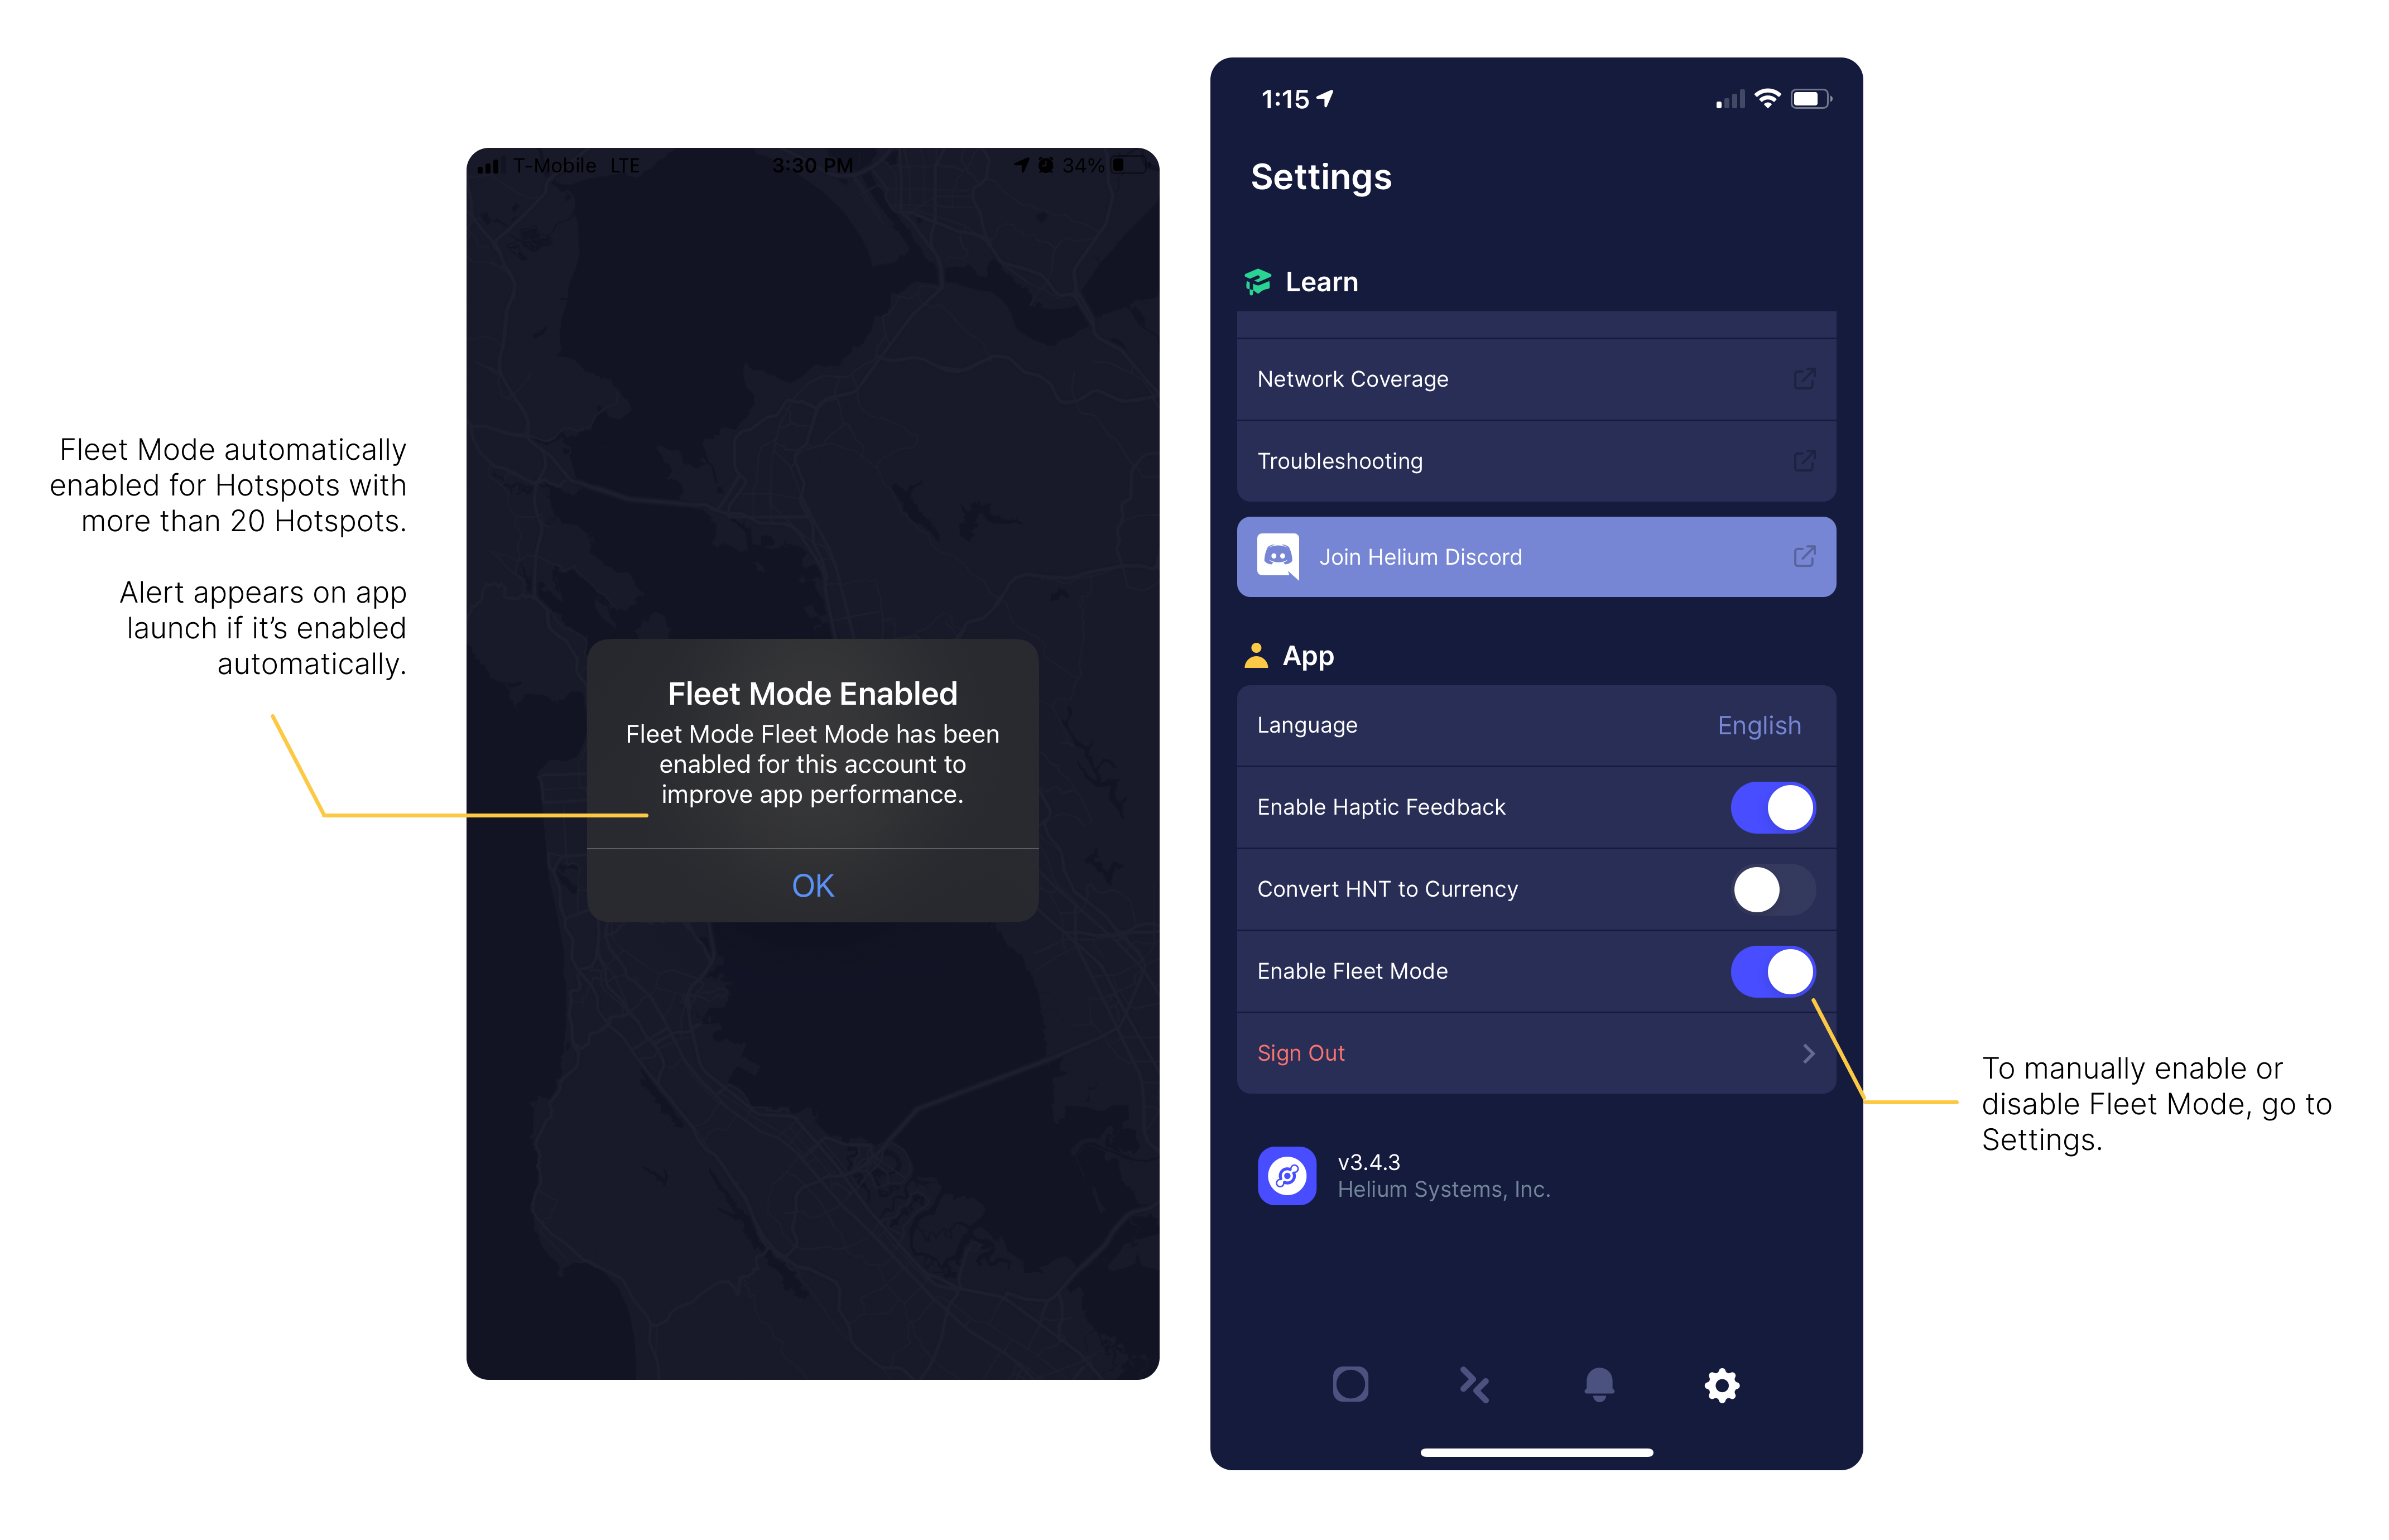 Fleet Mode automatically
enabled for Hotspots with
more than 20 Hotspots.
Alert appears on app
launch if it’s enabled
automatically.
T-Mobile LTE 3:30 PM 34%
Fleet Mode Enabled
Fleet Mode Fleet Mode has been
enabled for this account to
improve app performance.
OK
1:15
Settings
Learn
Network Coverage
Troubleshooting
Join Helium Discord
App
Language English
Enable Haptic Feedback
Convert HNT to Currency
Enable Fleet Mode
Sign Out
v3.4.3
Helium Systems, Inc.
To manually enable or
disable Fleet Mode, go to
Settings.